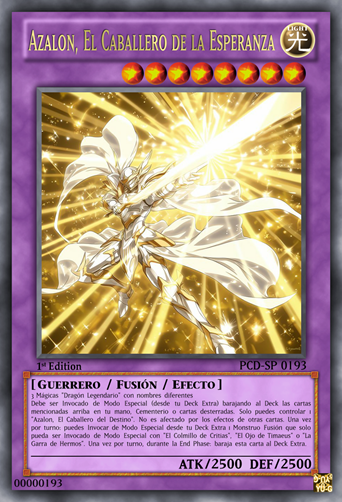 AZALON, EL CABALLERO DE LA ESPERANZA
LIGHT
光
1st Edition
PCD-SP 0193
[GUERRERO / FUSIÓN / EFECTO]
3 Mágicas "Dragón Legendario" con nombres diferentes
Debe ser Invocado de Modo Especial (desde tu Deck Extra) barajando al Deck las cartas
mencionadas arriba en tu mano, Cementerio o cartas desterradas. Solo puedes controlar 1
"Azalon, El Caballero del Destino". No es afectado por los efectos de otras cartas. Una vez
por turno: puedes Invocar de Modo Especial desde tu Deck Extra 1 Monstruo Fusión que solo
pueda ser Invocado de Modo Especial con "El Colmillo de Critias", "El Ojo de Timaeus" o "La
Garra de Hermos". Una vez por turno, durante la End Phase: baraja esta carta al Deck Extra.
ATK/2500 DEF/2500
00000193